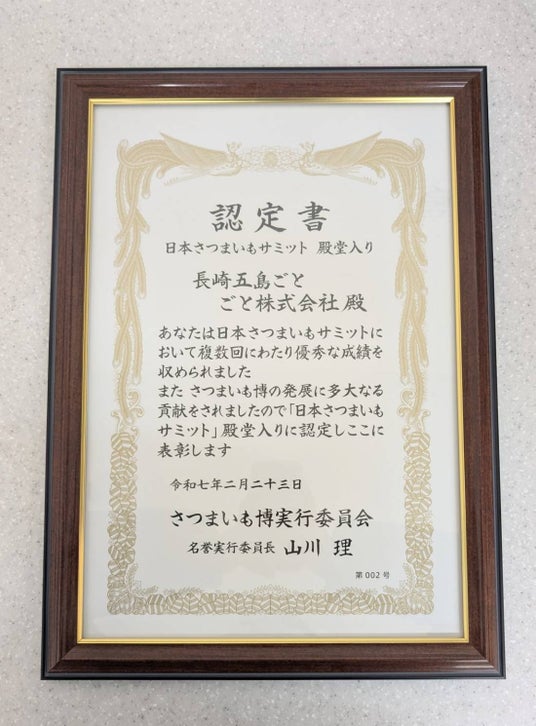 認定書
日本さつまいもサミット 殿堂入り
長崎五島ごと
ごと株式会社 殿
あなたは日本さつまいもサミットに
おいて複数回にわたり優秀な成績を
収められました
また さつまいも博の発展に多大なる
貢献をされましたので「日本さつまいも
サミット」殿堂入りに認定しここに
表彰します
令和七年二月二十三日
さつまいも博実行委員会
名誉実行委員長 山川 理
第 002 号